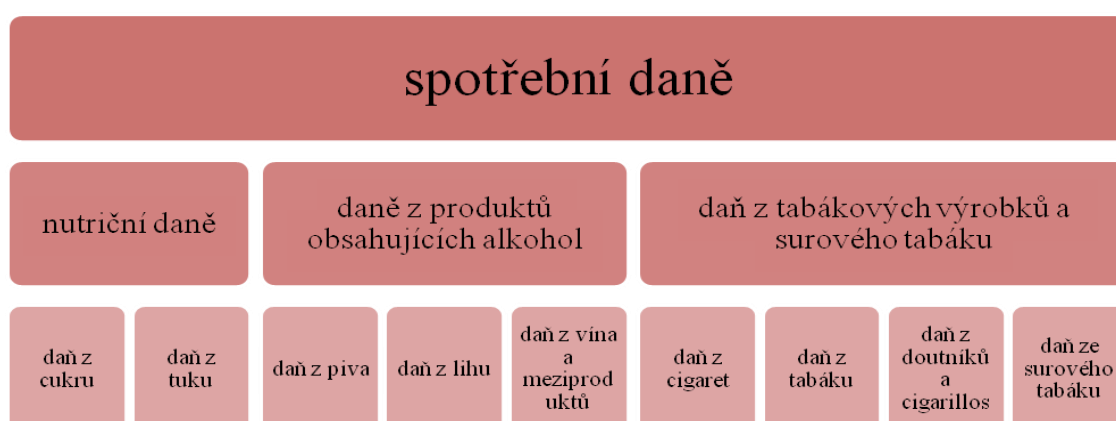 spotřební daně
nutriční daně
daně z produktů
obsahujících alkohol
daň z tabákových výrobků a
surového tabáku
daň z
cukru
daň z
tuku
daň z piva
daň z lihu
daň z vína
a
meziprod
uktů
daň z
cigaret
daň z
tabáku
daň z
doutníků
a
cigarillos
daň ze
surového
tabáku